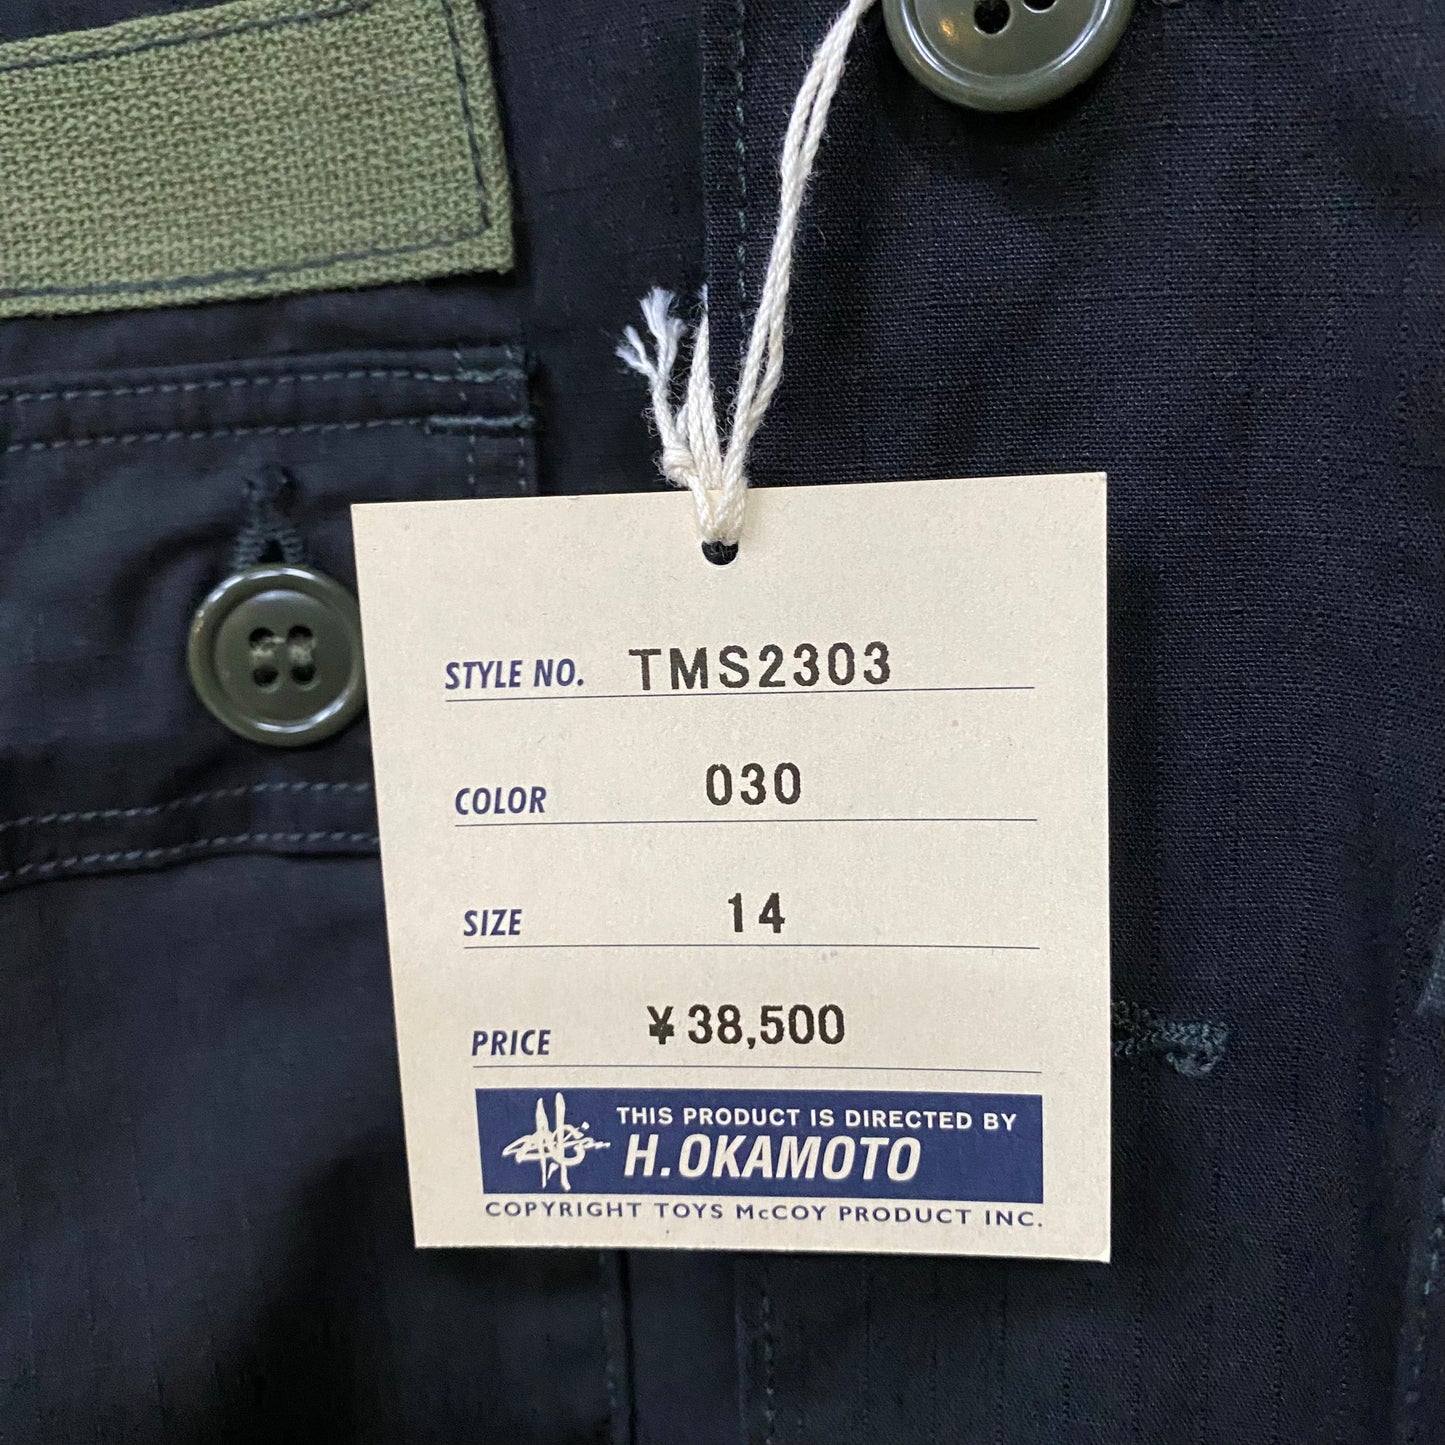 STYLE NO. TMS2303
COLOR 030
SIZE 14
PRICE ¥38,500
THIS PRODUCT IS DIRECTED BY
H.OKAMOTO
COPYRIGHT TOYS McCOY PRODUCT INC.